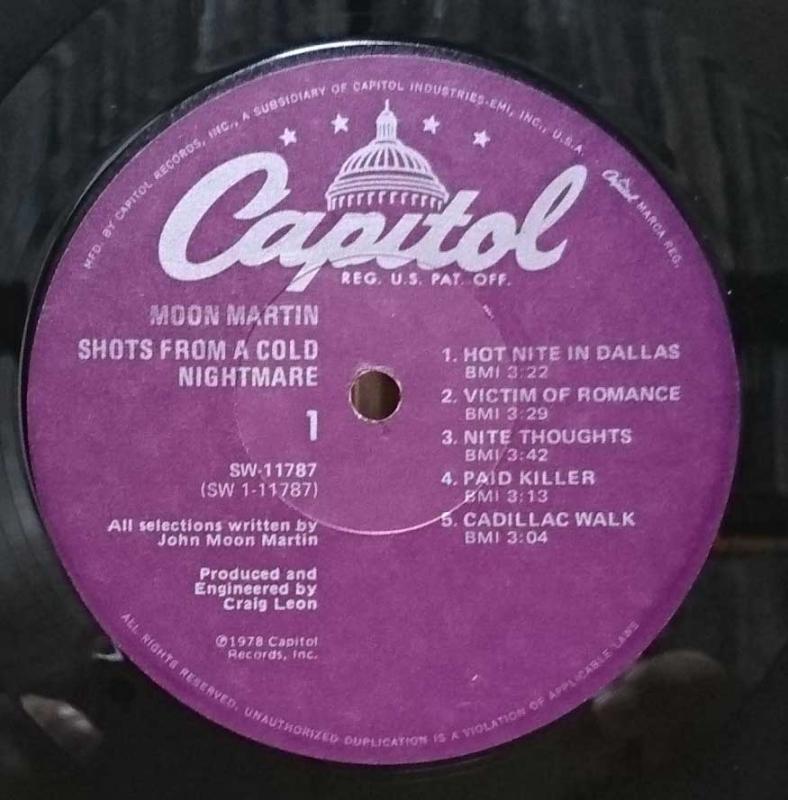 MFD. BY CAPITOL RECORDS, INC., A SUBSIDIARY OF CAPITOL INDUSTRIES-EMI, INC., U.S.A.
Capitol MARCA REG.
Capitol
REG. U.S. PAT. OFF.
MOON MARTIN
SHOTS FROM A COLD
NIGHTMARE
1
SW-11787
(SW 1-11787)
All selections written by
John Moon Martin
Produced and
Engineered by
Craig Leon
℗1978 Capitol
Records, Inc.
1. HOT NITE IN DALLAS
BMI 3:22
2. VICTIM OF ROMANCE
BMI 3:29
3. NITE THOUGHTS
BMI 3:42
4. PAID KILLER
BMI 3:13
5. CADILLAC WALK
BMI 3:04
ALL RIGHTS RESERVED. UNAUTHORIZED DUPLICATION IS A VIOLATION OF APPLICABLE LAWS